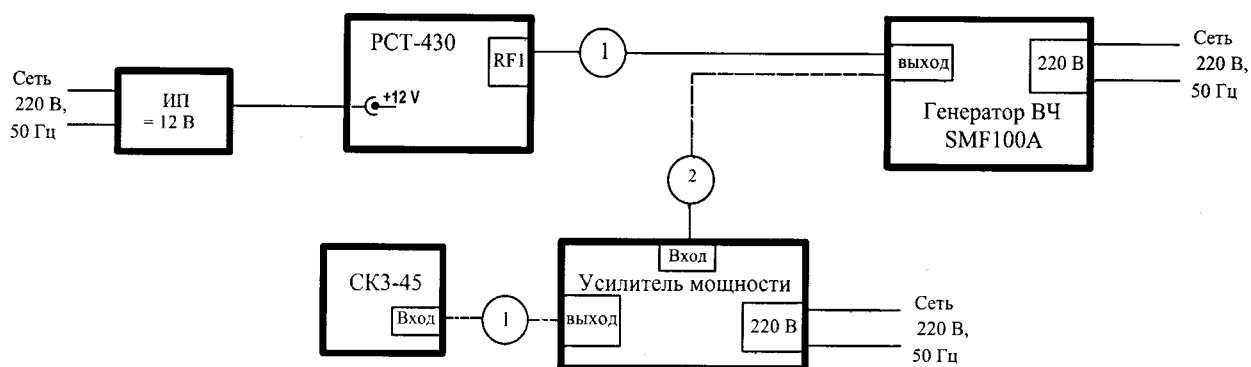 РСТ-430
RF1
1
выход
220 В
Сеть
220 В,
50 Гц
Сеть
220 В,
50 Гц
ИП
= 12 В
+12 V
Генератор ВЧ
SMF100A
2
Вход
СК3-45
Усилитель мощности
Вход
1
выход
220 В
Сеть
220 В,
50 Гц